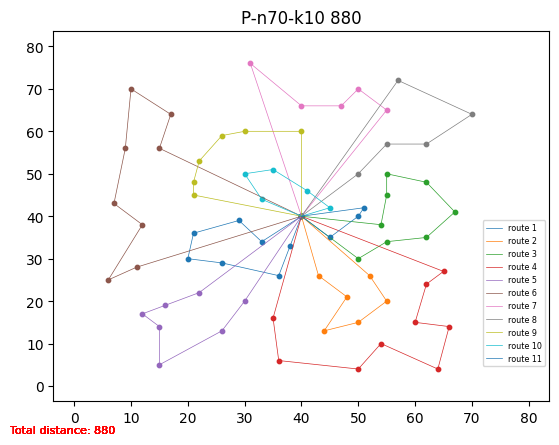 P-n70-k10 880
80
70
60
50
40
30
20
10
0
0 10 20 30 40 50 60 70 80
route 1
route 2
route 3
route 4
route 5
route 6
route 7
route 8
route 9
route 10
route 11
Total distance: 880